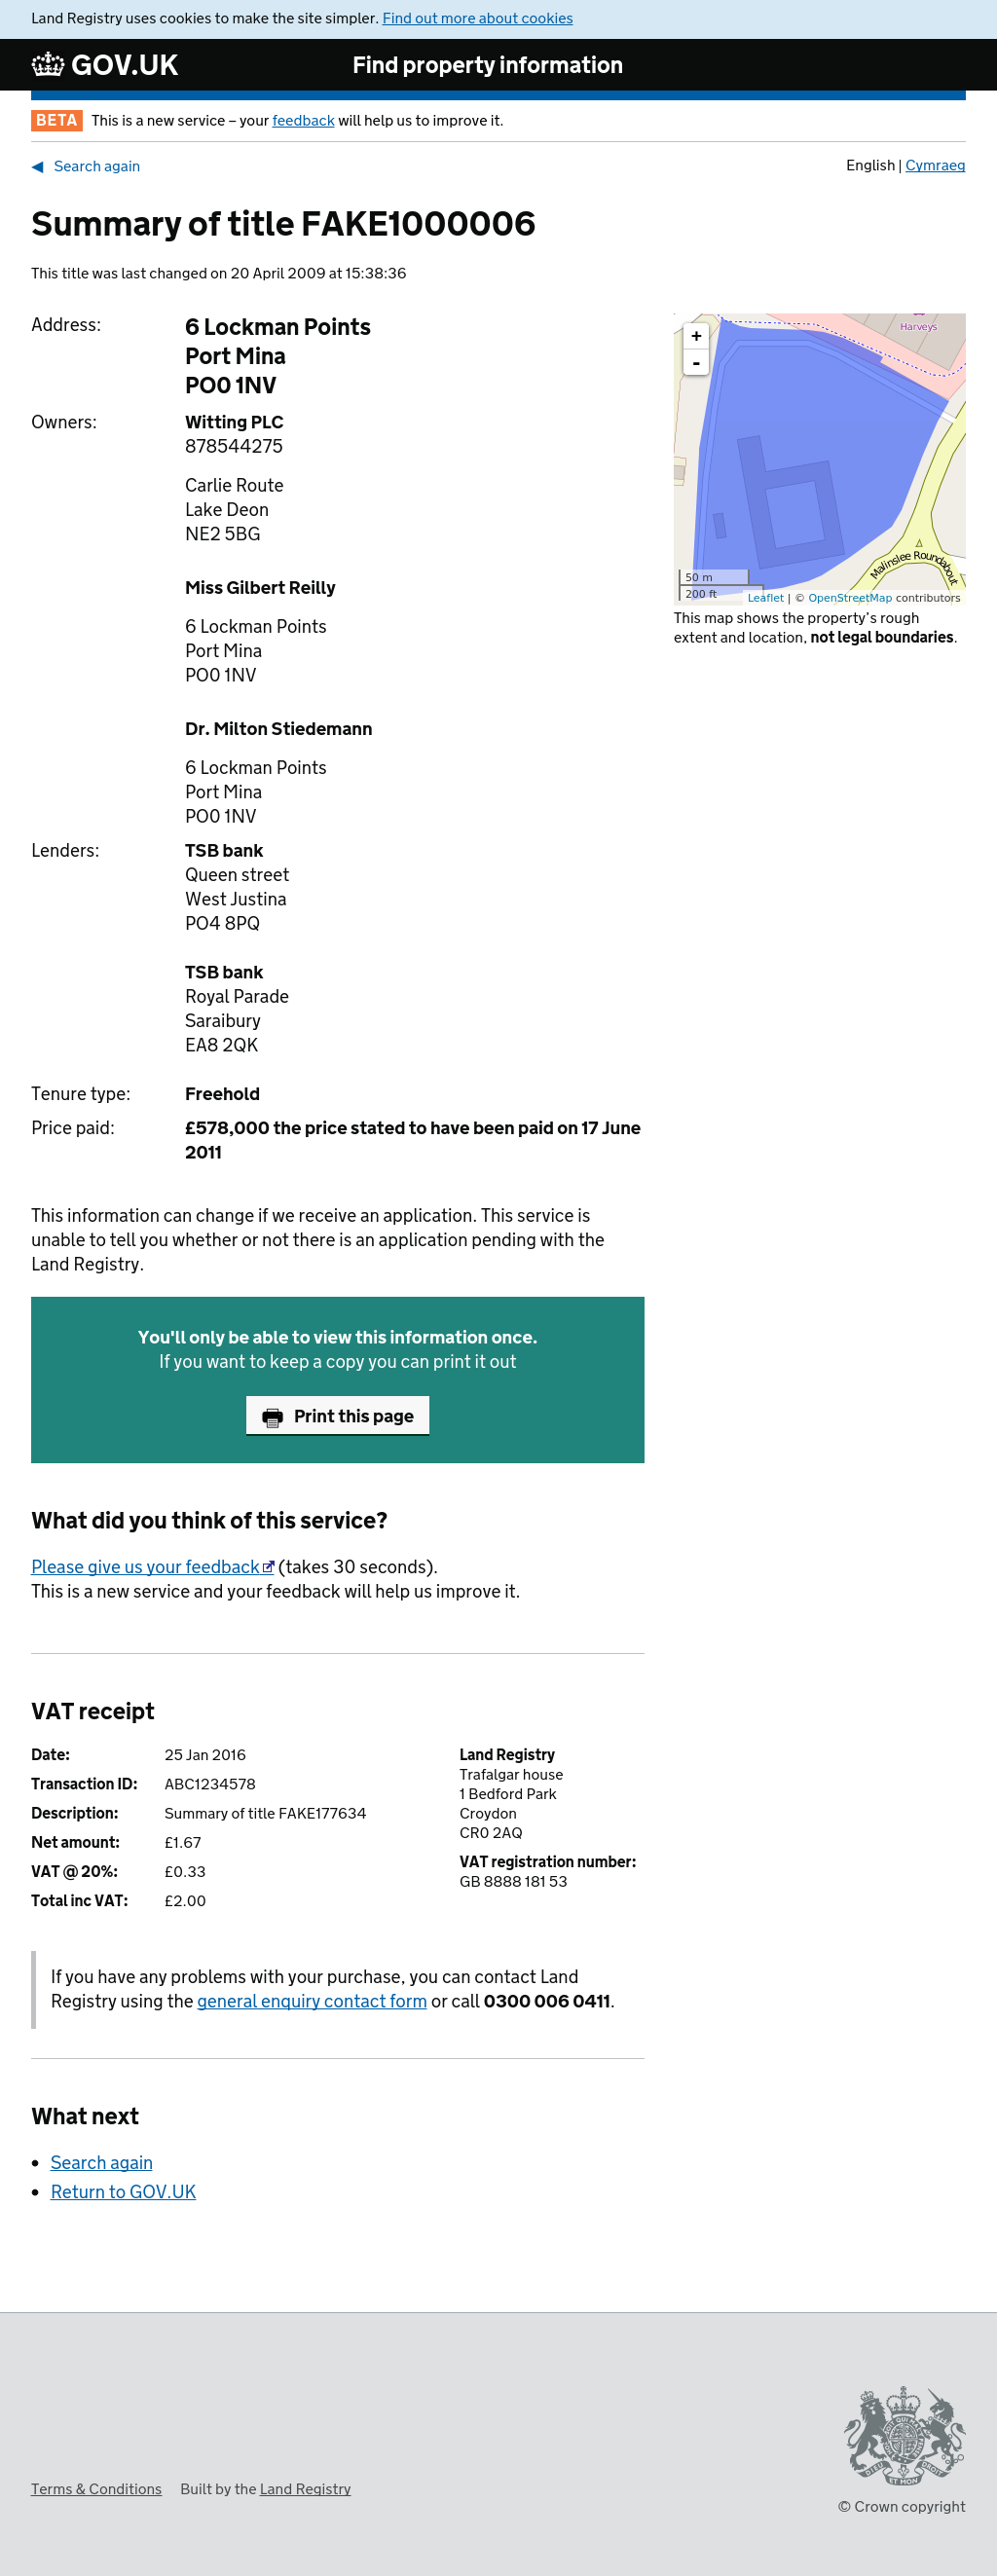 Land Registry uses cookies to make the site simpler. Find out more about cookies
GOV.UK
Find property information
BETA This is a new service – your feedback will help us to improve it.
◀ Search again
English | Cymraeg
Summary of title FAKE1000006
This title was last changed on 20 April 2009 at 15:38:36
Address:
6 Lockman Points
Port Mina
PO0 1NV
Owners:
Witting PLC
878544275
Carlie Route
Lake Deon
NE2 5BG
Miss Gilbert Reilly
6 Lockman Points
Port Mina
PO0 1NV
Dr. Milton Stiedemann
6 Lockman Points
Port Mina
PO0 1NV
Lenders:
TSB bank
Queen street
West Justina
PO4 8PQ
TSB bank
Royal Parade
Saraibury
EA8 2QK
Tenure type:
Freehold
Price paid:
£578,000 the price stated to have been paid on 17 June
2011
+
-
Harveys
Malinslee Roundabout
50 m
200 ft
Leaflet | © OpenStreetMap contributors
This map shows the property's rough
extent and location, not legal boundaries.
This information can change if we receive an application. This service is
unable to tell you whether or not there is an application pending with the
Land Registry.
You'll only be able to view this information once.
If you want to keep a copy you can print it out
Print this page
What did you think of this service?
Please give us your feedback (takes 30 seconds).
This is a new service and your feedback will help us improve it.
VAT receipt
Date: 25 Jan 2016
Transaction ID: ABC1234578
Description: Summary of title FAKE177634
Net amount: £1.67
VAT @ 20%: £0.33
Total inc VAT: £2.00
Land Registry
Trafalgar house
1 Bedford Park
Croydon
CR0 2AQ
VAT registration number:
GB 8888 181 53
If you have any problems with your purchase, you can contact Land
Registry using the general enquiry contact form or call 0300 006 0411.
What next
Search again
Return to GOV.UK
DIEU ET MON DROIT
Terms & Conditions Built by the Land Registry
© Crown copyright